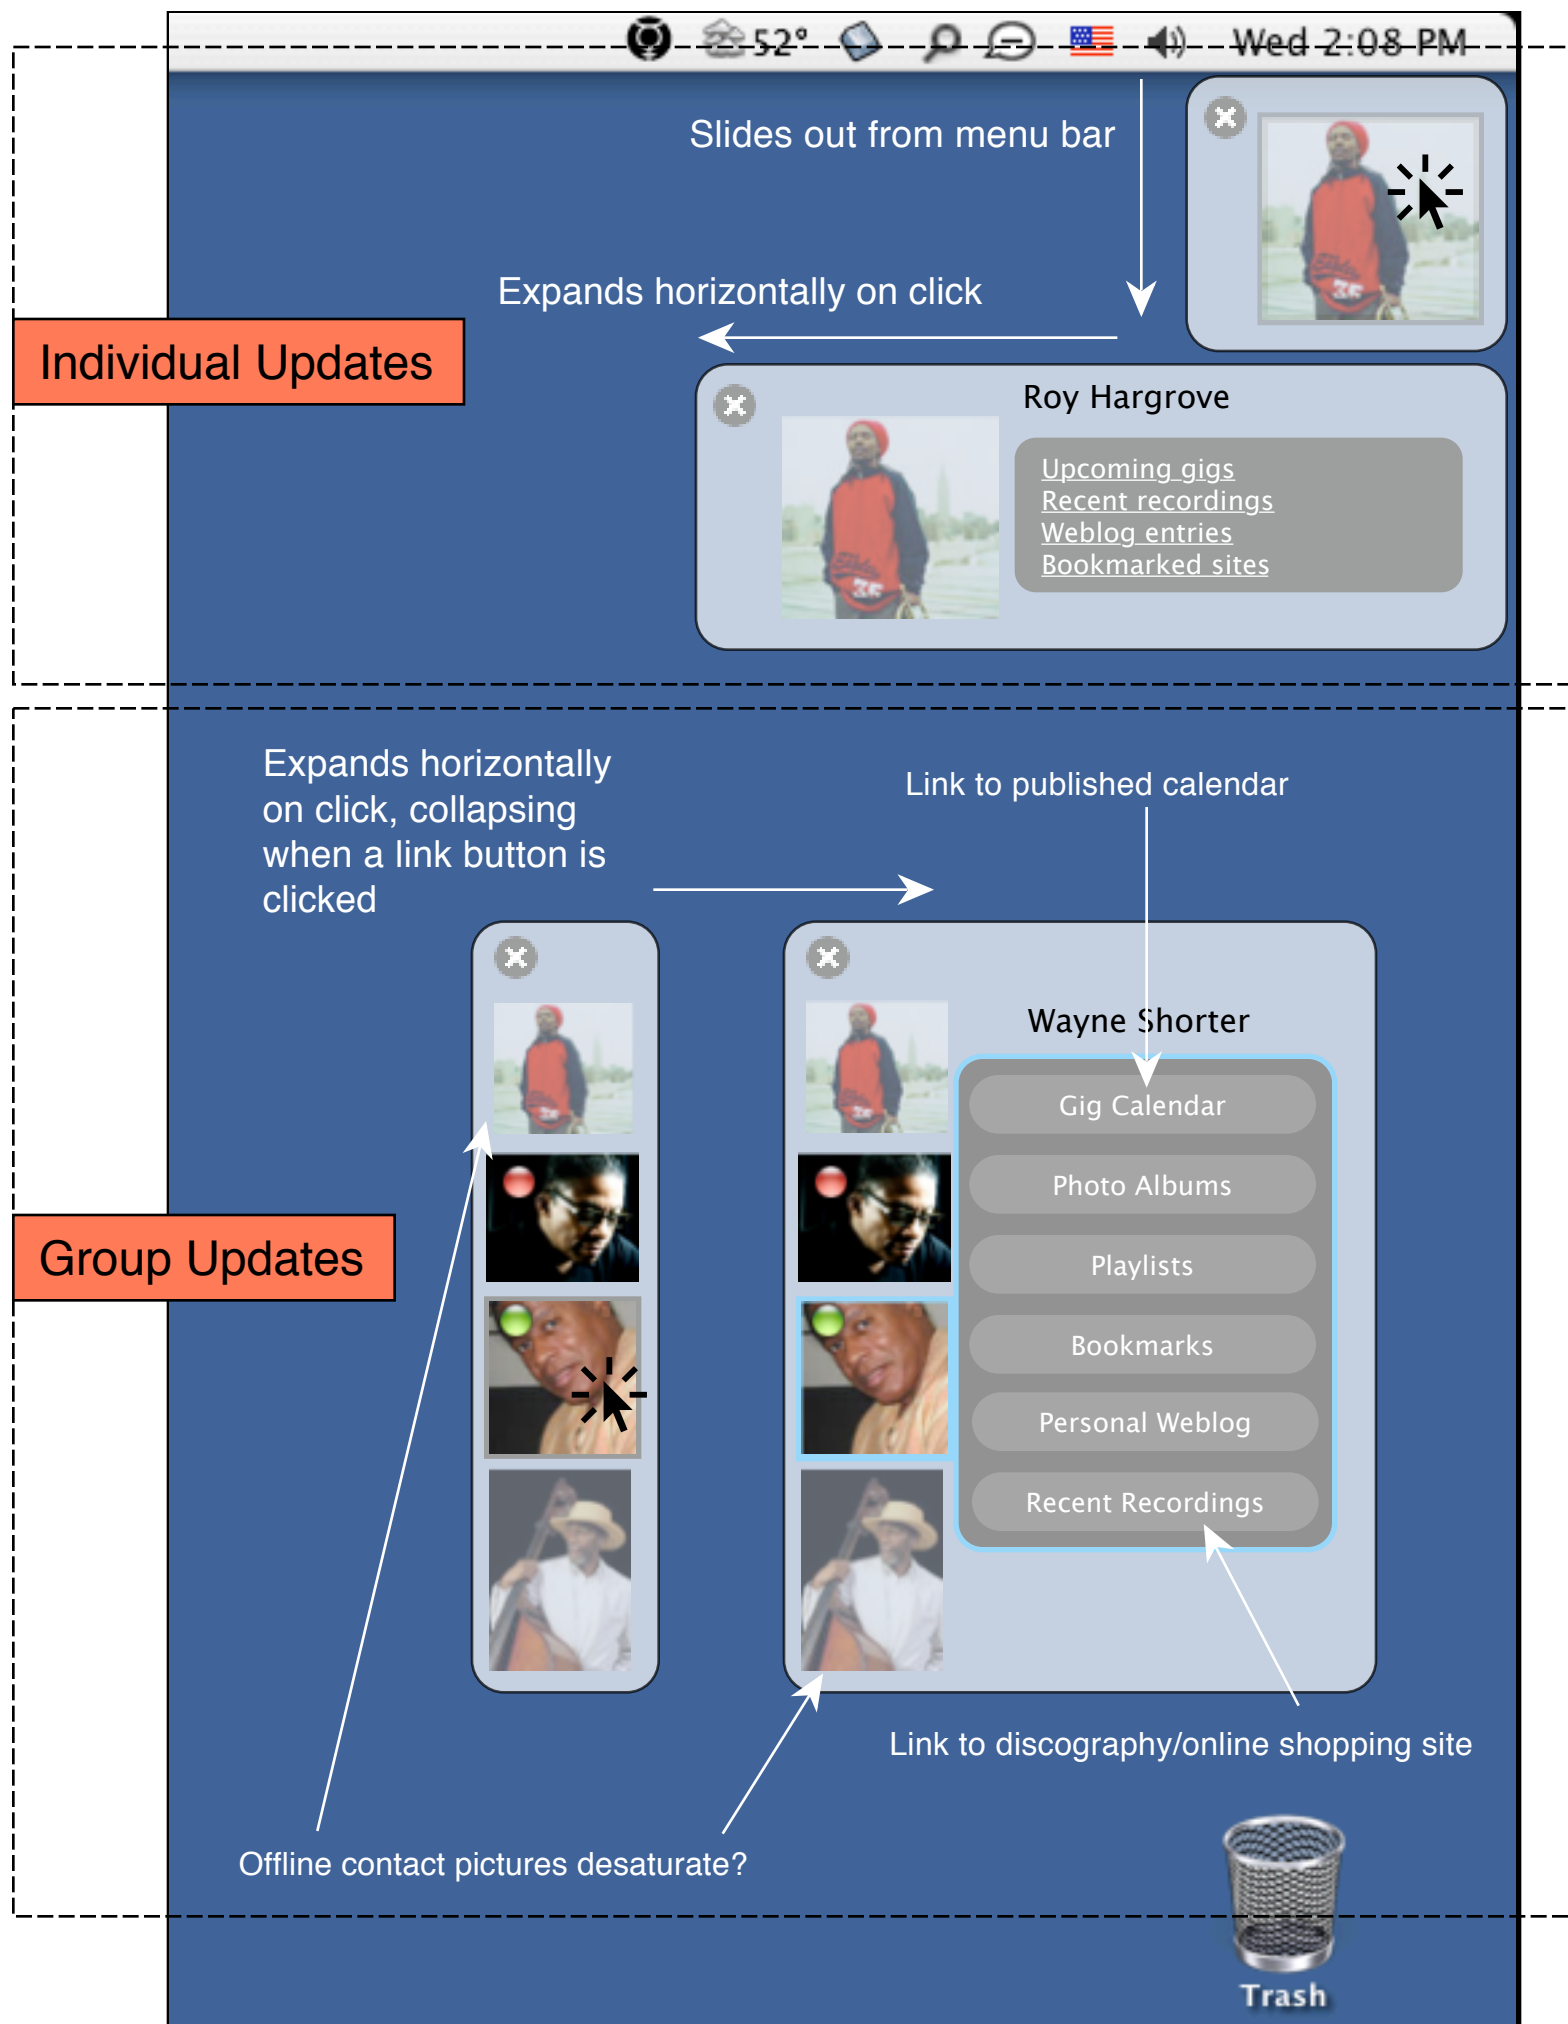 52° Wed 2:08 PM
Slides out from menu bar
Expands horizontally on click
Individual Updates
Roy Hargrove
Upcoming gigs
Recent recordings
Weblog entries
Bookmarked sites
Expands horizontally
on click, collapsing
when a link button is
clicked
Link to published calendar
Wayne Shorter
Gig Calendar
Photo Albums
Playlists
Bookmarks
Personal Weblog
Recent Recordings
Group Updates
Link to discography/online shopping site
Offline contact pictures desaturate?
Trash